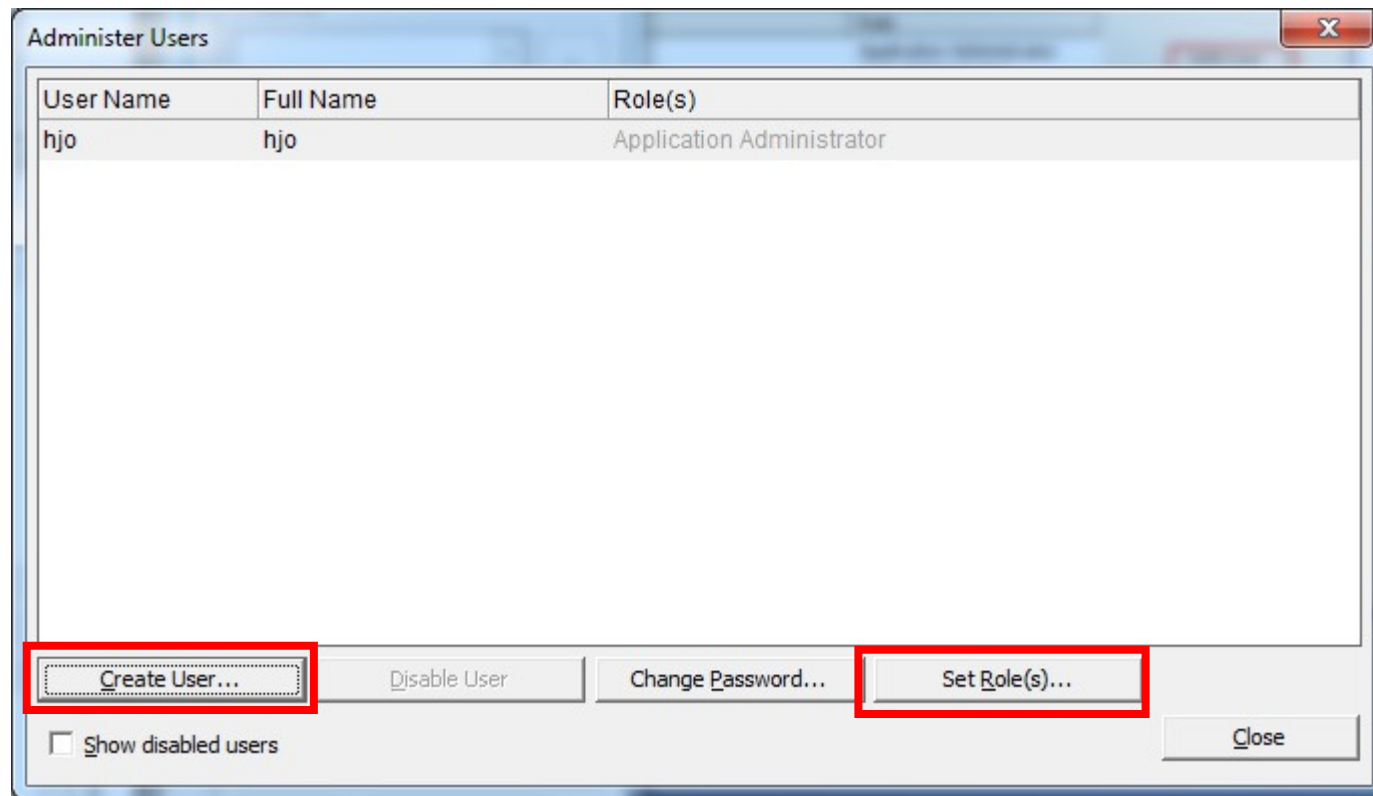 Administer Users
User Name Full Name Role(s)
hjo hjo Application Administrator
Create User... Disable User Change Password... Set Role(s)...
Show disabled users
Close